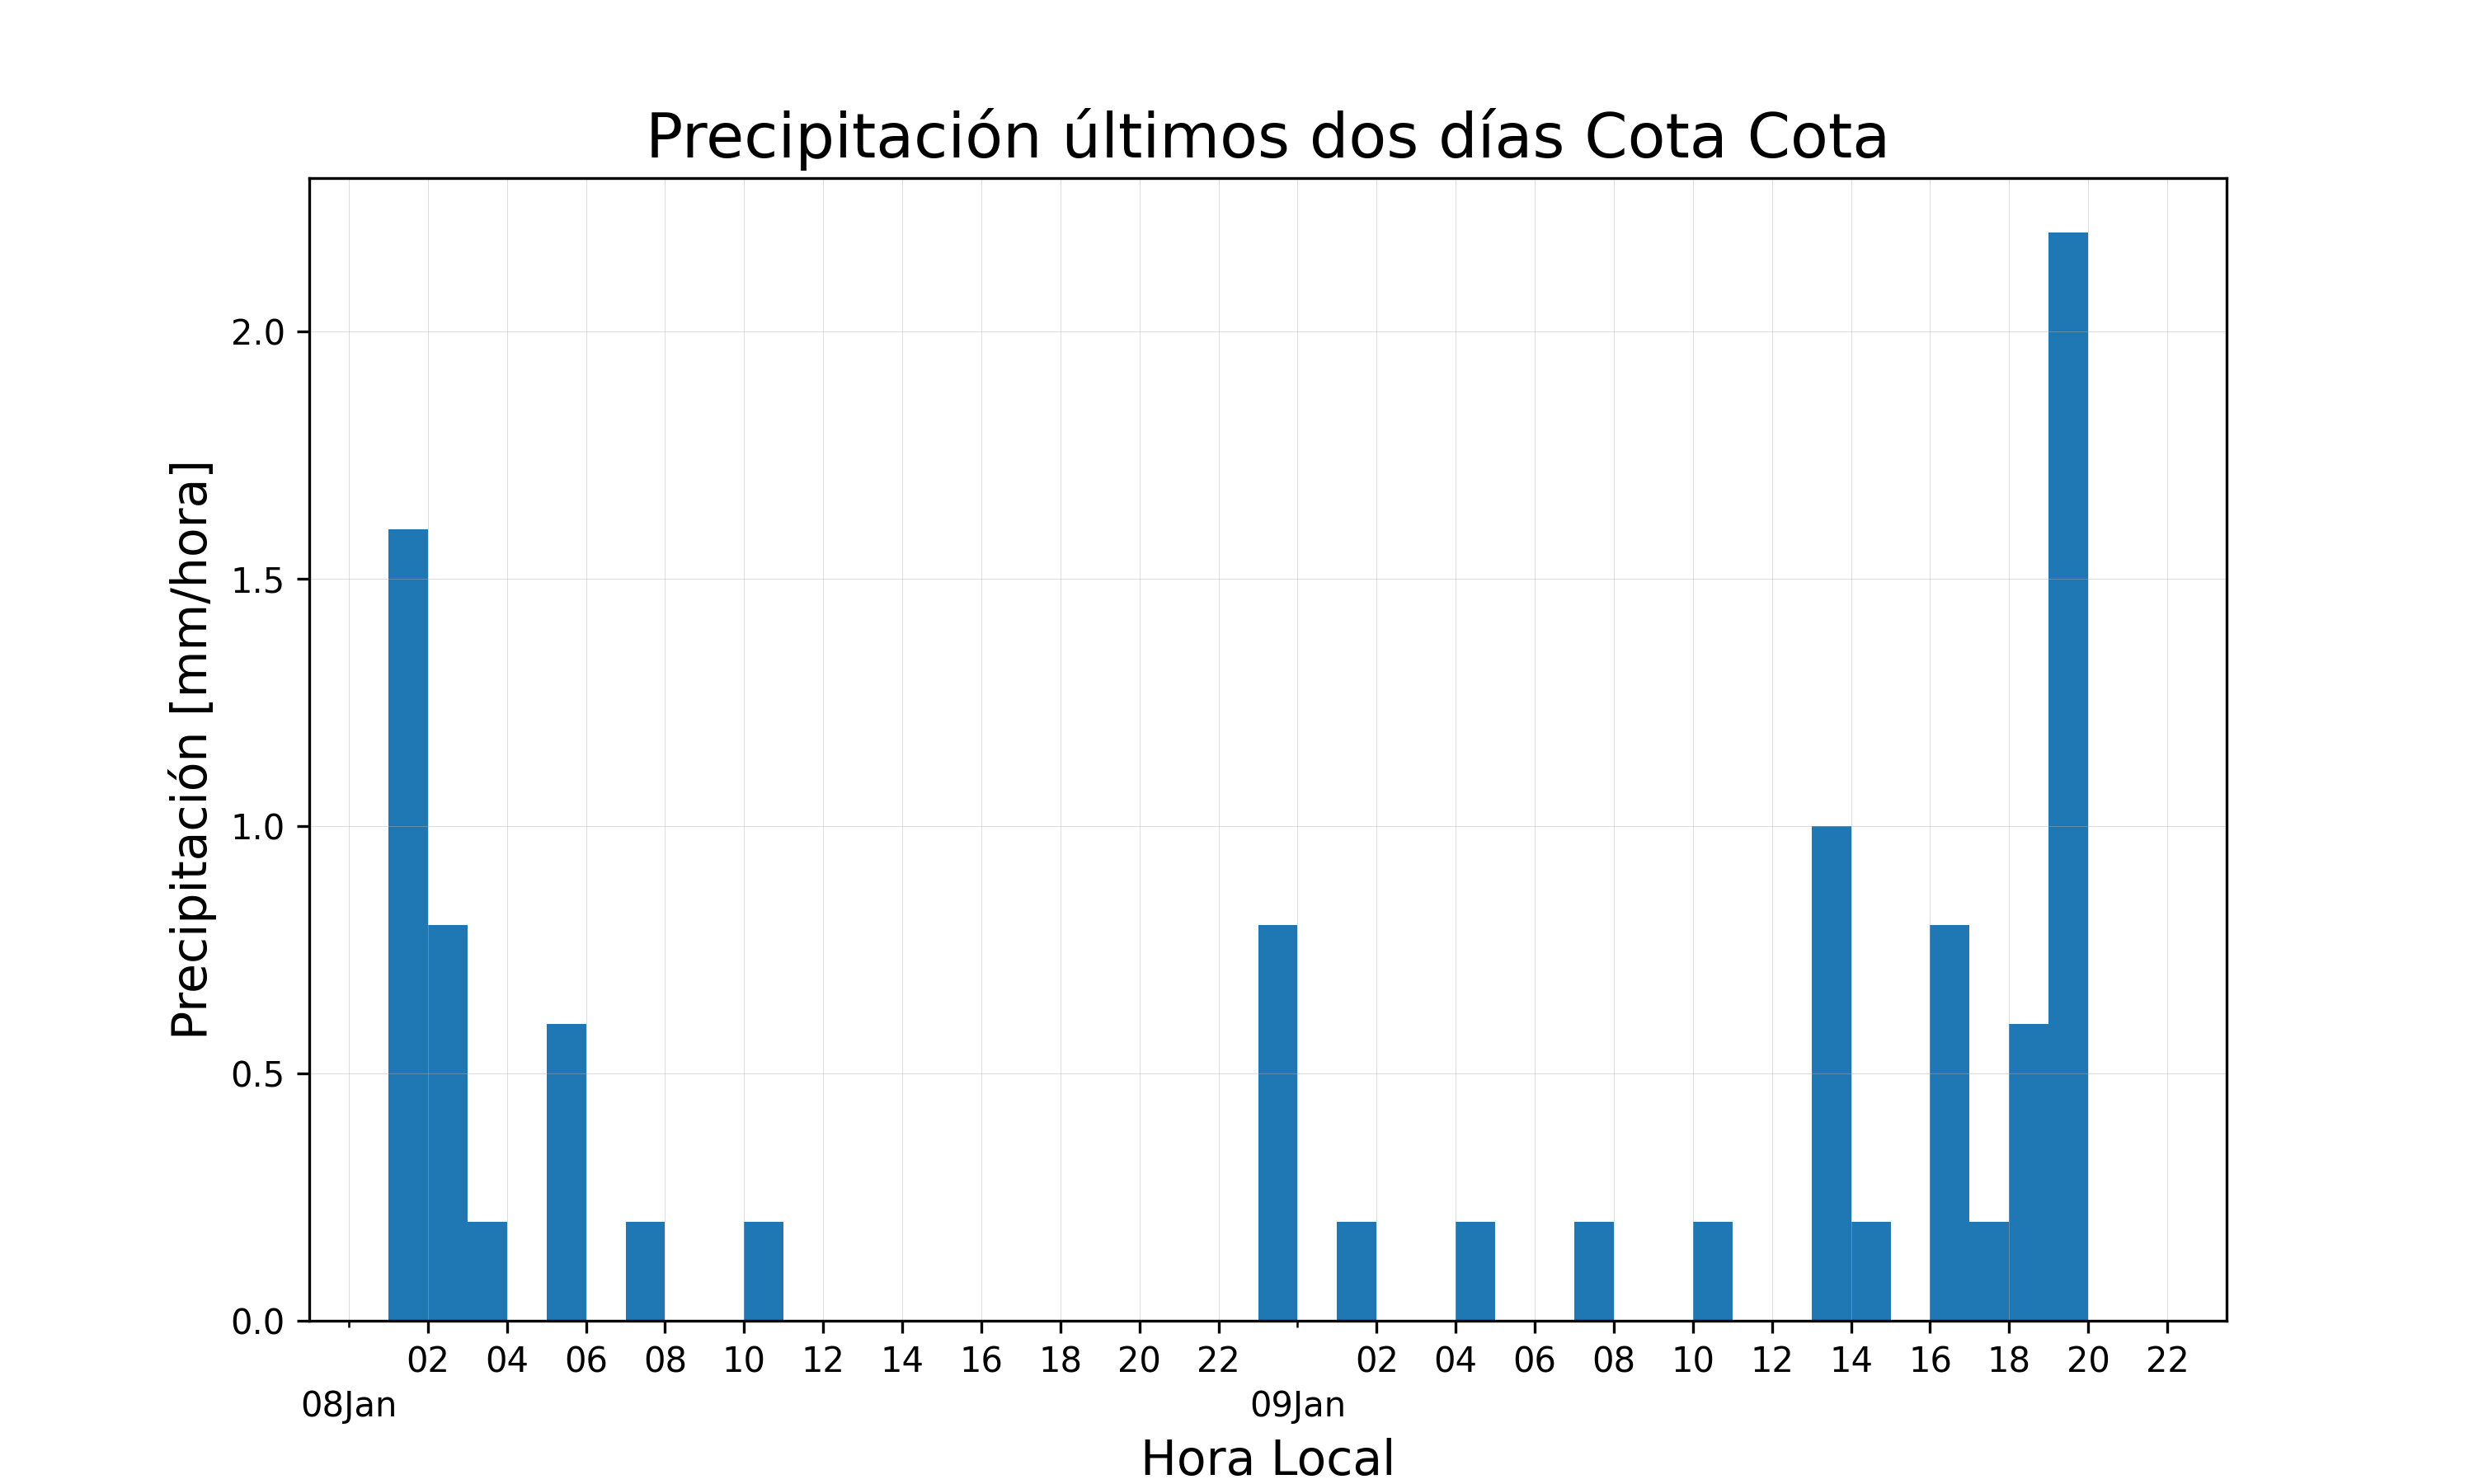 Precipitación últimos dos días Cota Cota
Precipitación [mm/hora]
2.0
1.5
1.0
0.5
0.0
02 04 06 08 10 12 14 16 18 20 22 02 04 06 08 10 12 14 16 18 20 22
08Jan 09Jan
Hora Local